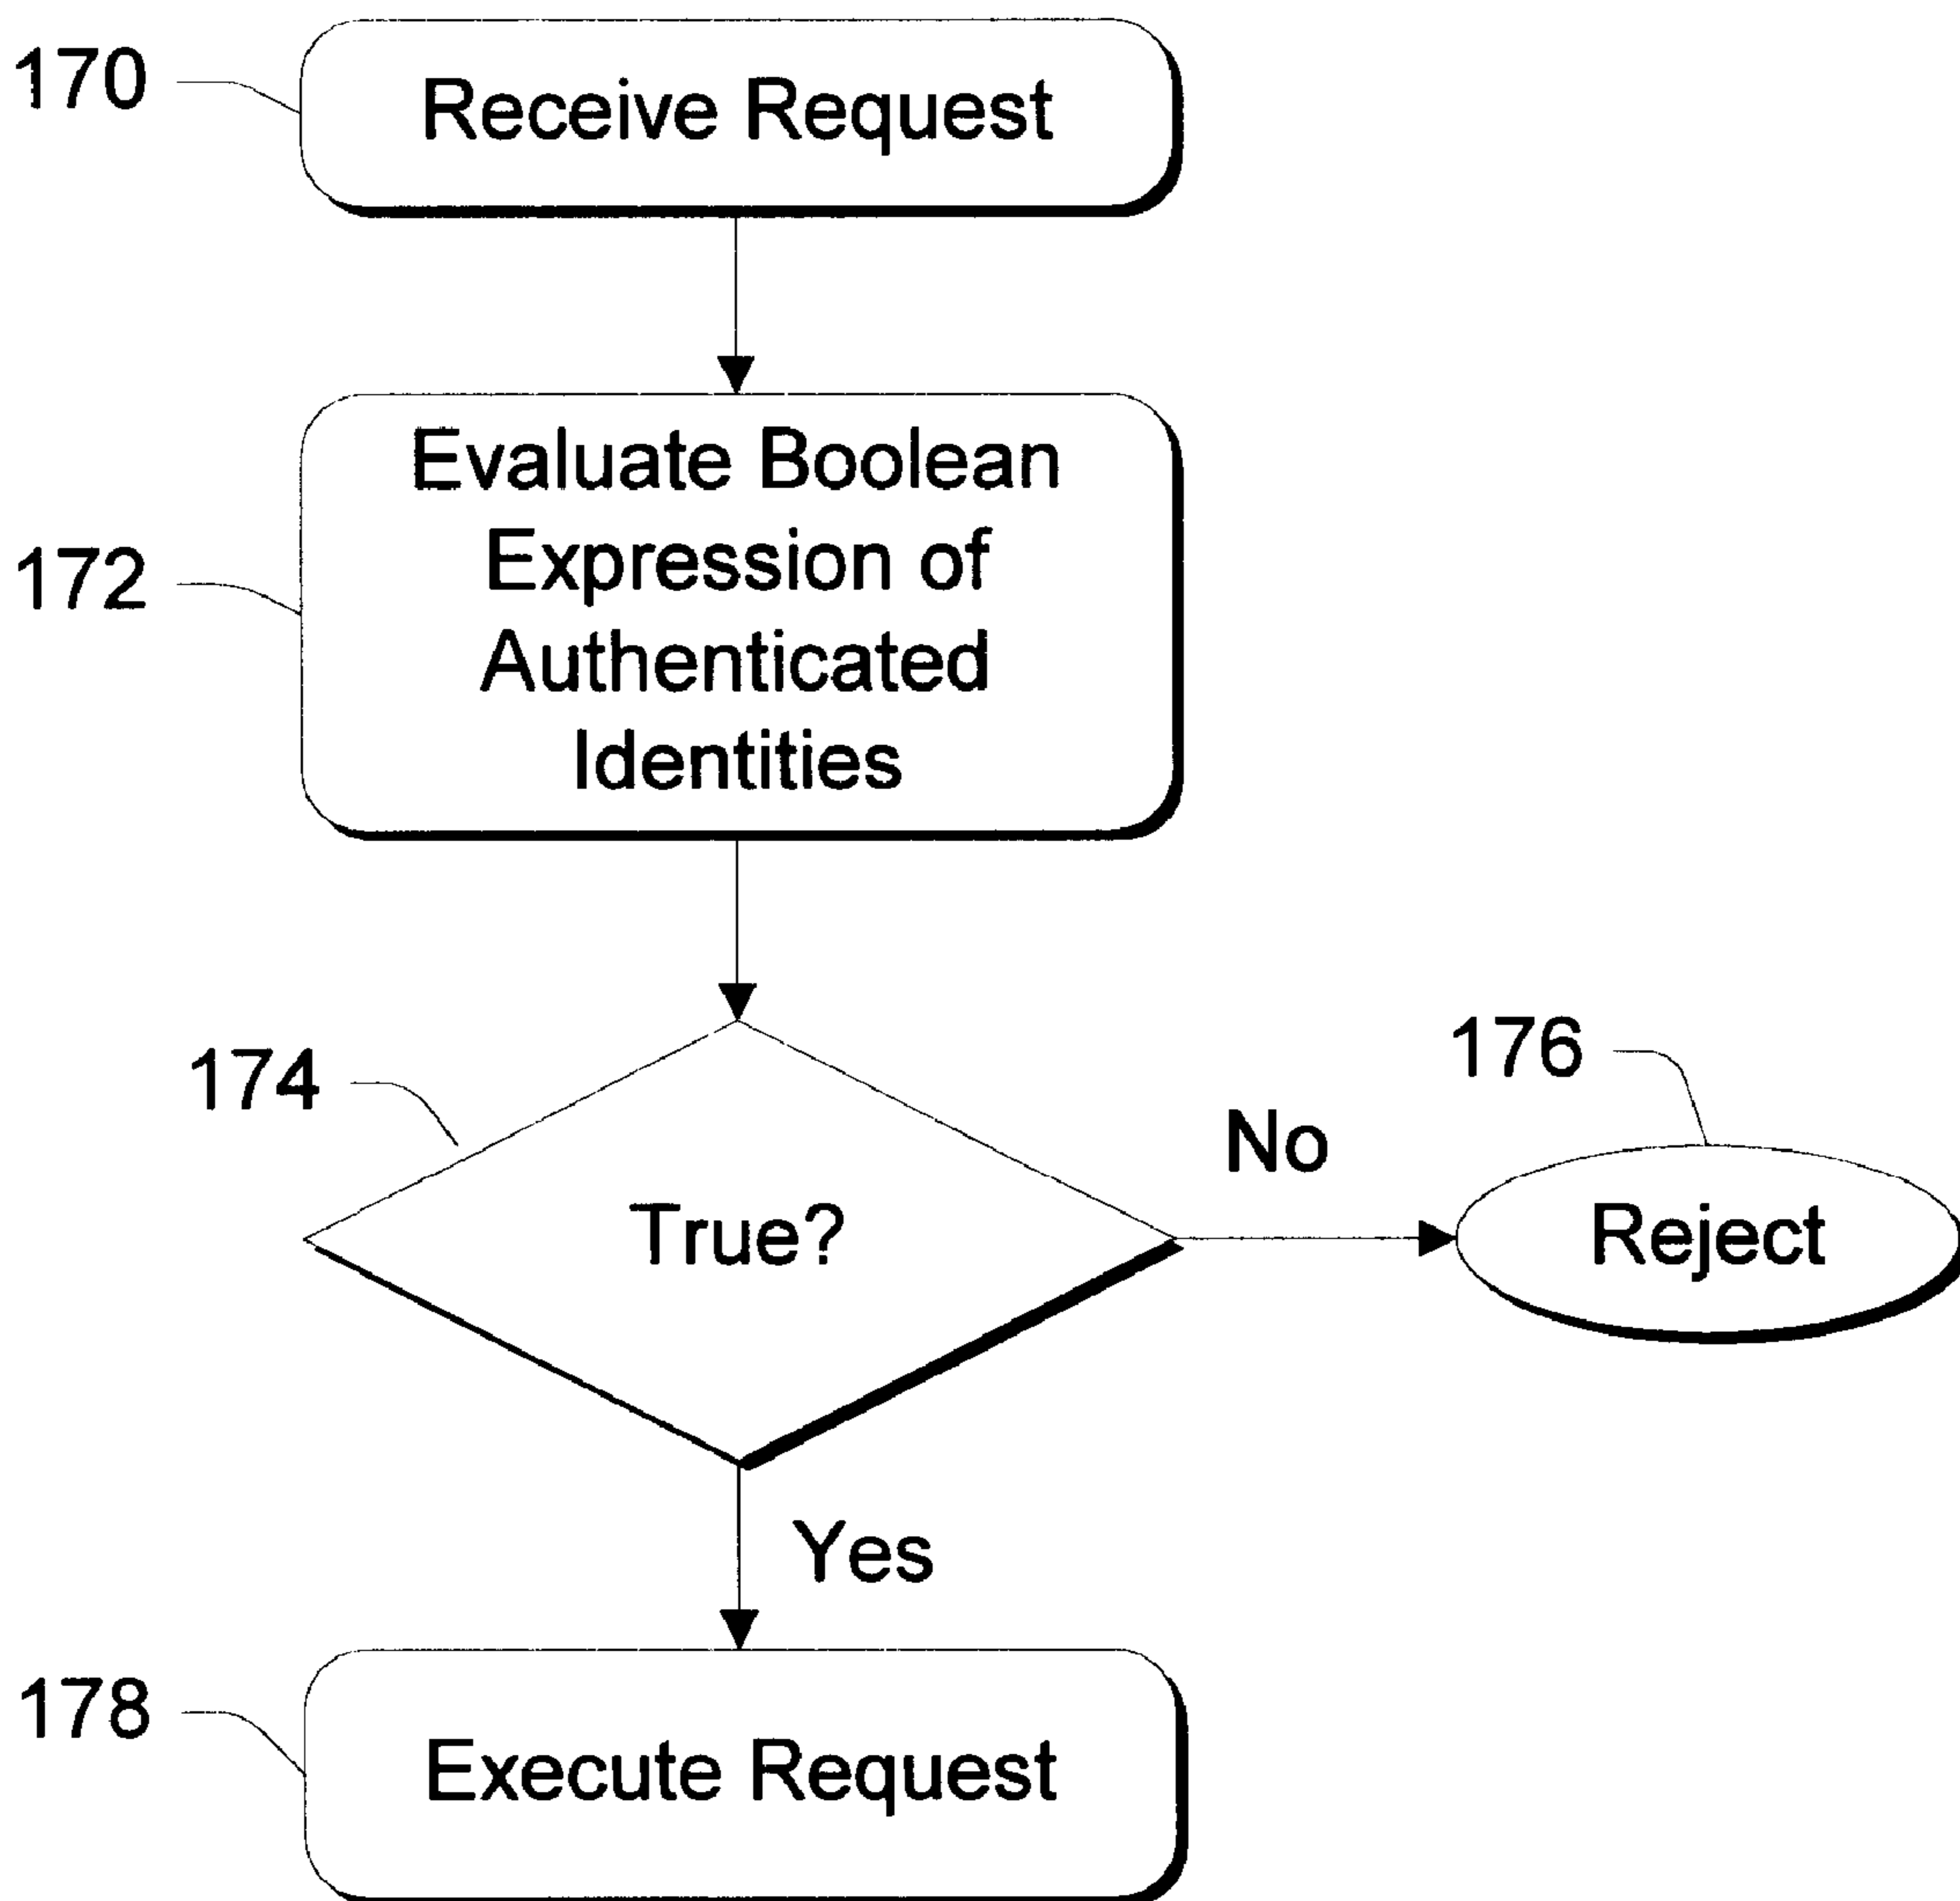 170
Receive Request
172
Evaluate Boolean
Expression of
Authenticated
Identities
174
True?
No
176
Reject
Yes
178
Execute Request